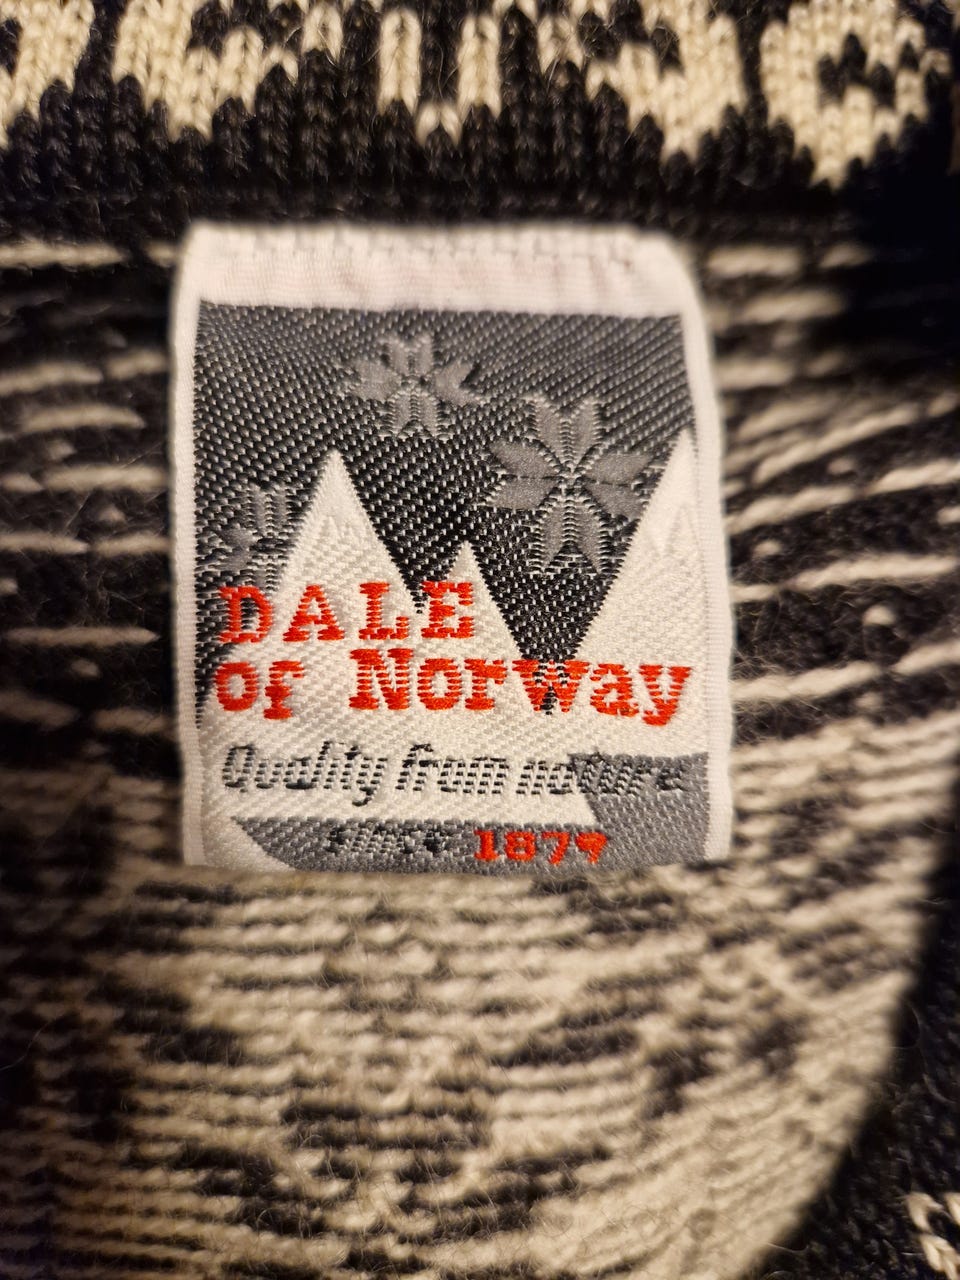 DALE
of Norway
Quality from nature
since 1879